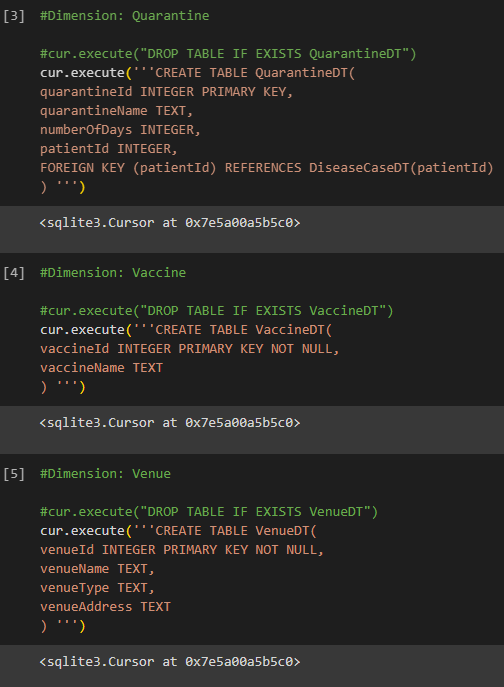 [3] #Dimension: Quarantine
#cur.execute("DROP TABLE IF EXISTS QuarantineDT")
cur.execute('''CREATE TABLE QuarantineDT(
quarantineId INTEGER PRIMARY KEY,
quarantineName TEXT,
numberOfDays INTEGER,
patientId INTEGER,
FOREIGN KEY (patientId) REFERENCES DiseaseCaseDT(patientId)
) ''')
<sqlite3.Cursor at 0x7e5a00a5b5c0>
[4] #Dimension: Vaccine
#cur.execute("DROP TABLE IF EXISTS VaccineDT")
cur.execute('''CREATE TABLE VaccineDT(
vaccineId INTEGER PRIMARY KEY NOT NULL,
vaccineName TEXT
) ''')
<sqlite3.Cursor at 0x7e5a00a5b5c0>
[5] #Dimension: Venue
#cur.execute("DROP TABLE IF EXISTS VenueDT")
cur.execute('''CREATE TABLE VenueDT(
venueId INTEGER PRIMARY KEY NOT NULL,
venueName TEXT,
venueType TEXT,
venueAddress TEXT
) ''')
<sqlite3.Cursor at 0x7e5a00a5b5c0>